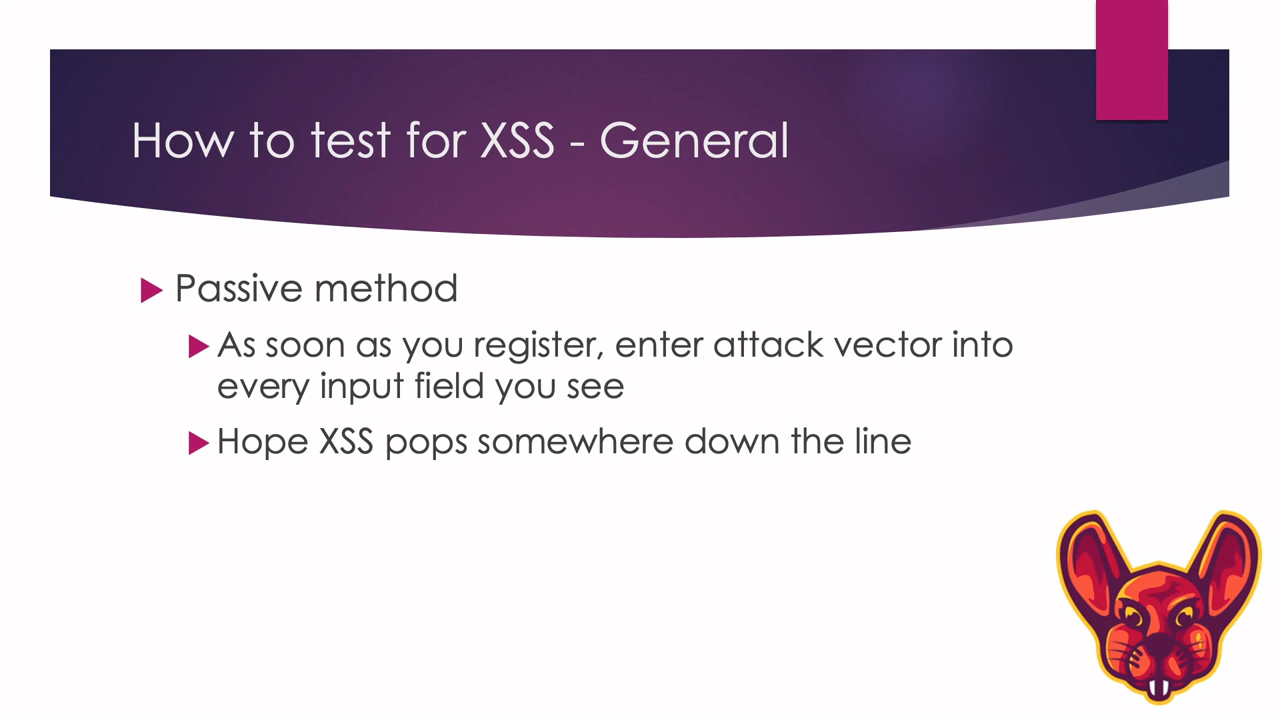 How to test for XSS - General
Passive method
As soon as you register, enter attack vector into
every input field you see
Hope XSS pops somewhere down the line